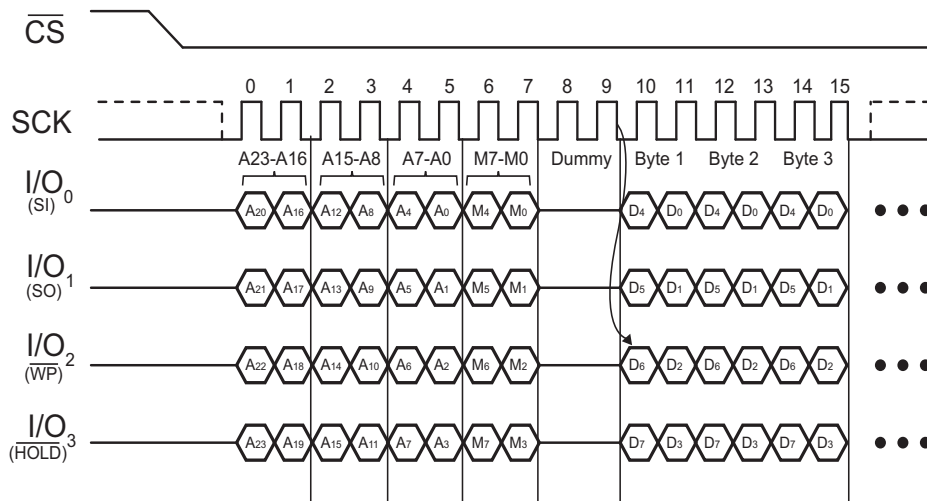 CS
0 1 2 3 4 5 6 7 8 9 10 11 12 13 14 15
SCK
A23-A16 A15-A8 A7-A0 M7-M0 Dummy Byte 1 Byte 2 Byte 3
I/O0
(SI)
A20 A16 A12 A8 A4 A0 M4 M0 D4 D0 D4 D0 D4 D0
I/O1
(SO)
A21 A17 A13 A9 A5 A1 M5 M1 D5 D1 D5 D1 D5 D1
I/O2
(WP)
A22 A18 A14 A10 A6 A2 M6 M2 D6 D2 D6 D2 D6 D2
I/O3
(HOLD)
A23 A19 A15 A11 A7 A3 M7 M3 D7 D3 D7 D3 D7 D3